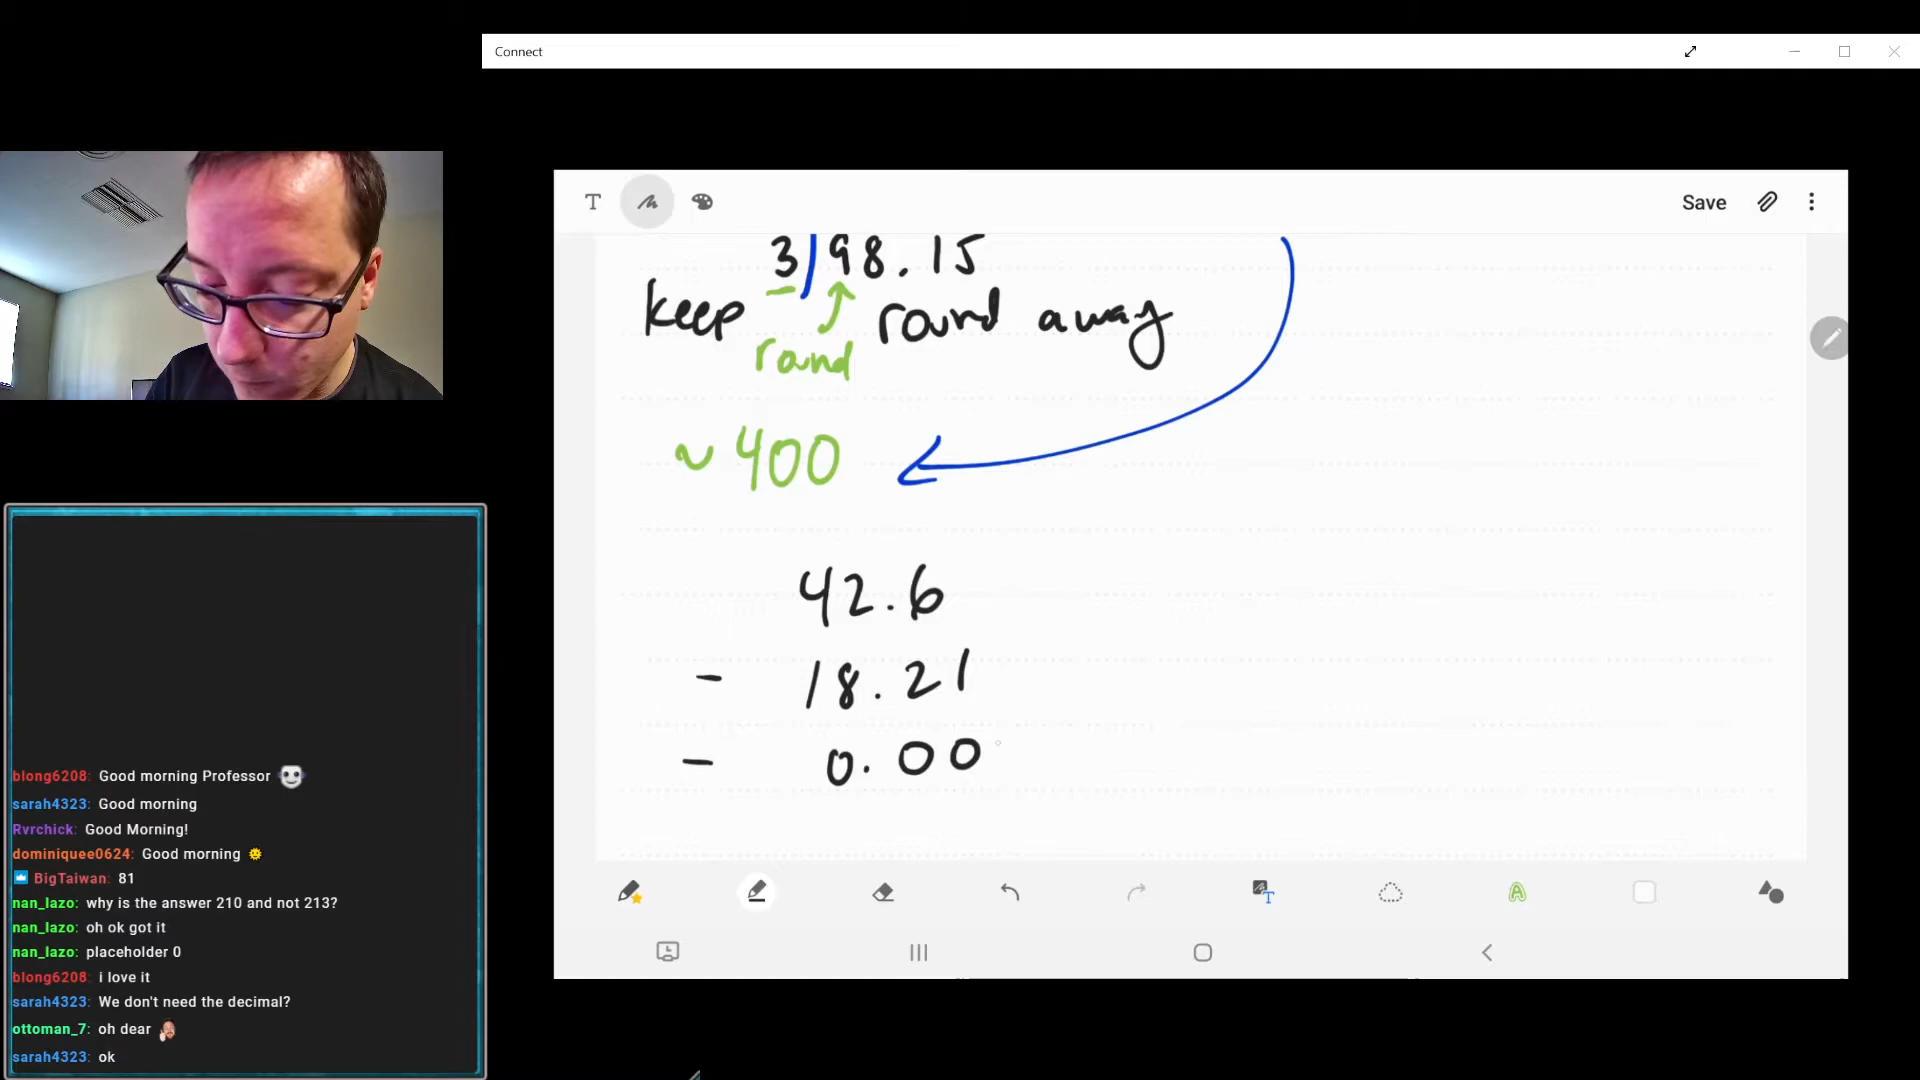 Connect
T
Save
3)98.15
keep round away
round
~400
42.6
- 18.21
- 0.00
T
A
blong6208: Good morning Professor
sarah4323: Good morning
Rvrchick: Good Morning!
dominiquee0624: Good morning 🌞
BigTaiwan: 81
nan_lazo: why is the answer 210 and not 213?
nan_lazo: oh ok got it
nan_lazo: placeholder 0
blong6208: i love it
sarah4323: We don't need the decimal?
ottoman_7: oh dear
sarah4323: ok